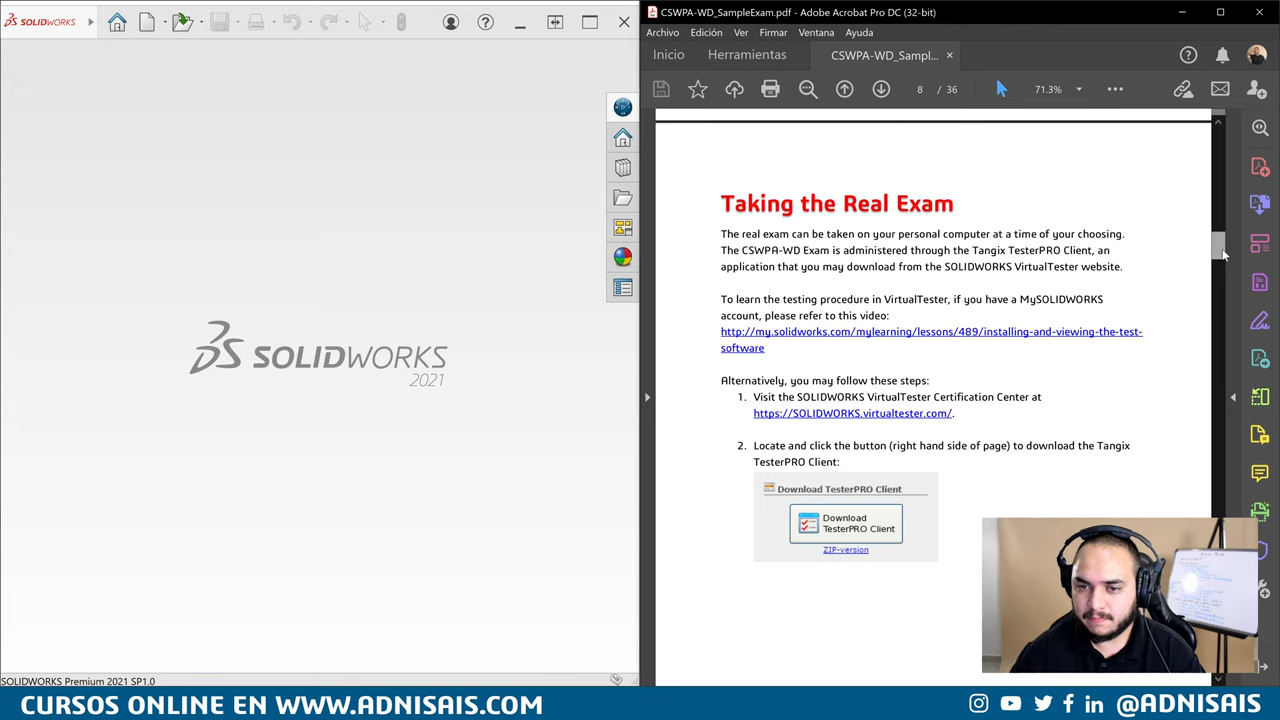 SOLIDWORKS
SOLIDWORKS
2021
SOLIDWORKS Premium 2021 SP1.0
CSWPA-WD_SampleExam.pdf - Adobe Acrobat Pro DC (32-bit)
Archivo Edición Ver Firmar Ventana Ayuda
Inicio Herramientas CSWPA-WD_Sampl... ×
8 / 36 71.3%
Taking the Real Exam
The real exam can be taken on your personal computer at a time of your choosing.
The CSWPA-WD Exam is administered through the Tangix TesterPRO Client, an
application that you may download from the SOLIDWORKS VirtualTester website.
To learn the testing procedure in VirtualTester, if you have a MySOLIDWORKS
account, please refer to this video:
http://my.solidworks.com/mylearning/lessons/489/installing-and-viewing-the-test-
software
Alternatively, you may follow these steps:
1. Visit the SOLIDWORKS VirtualTester Certification Center at
https://SOLIDWORKS.virtualtester.com/.
2. Locate and click the button (right hand side of page) to download the Tangix
TesterPRO Client:
Download TesterPRO Client
Download
TesterPRO Client
ZIP-version
CURSOS ONLINE EN WWW.ADNISAIS.COM
@ADNISAIS